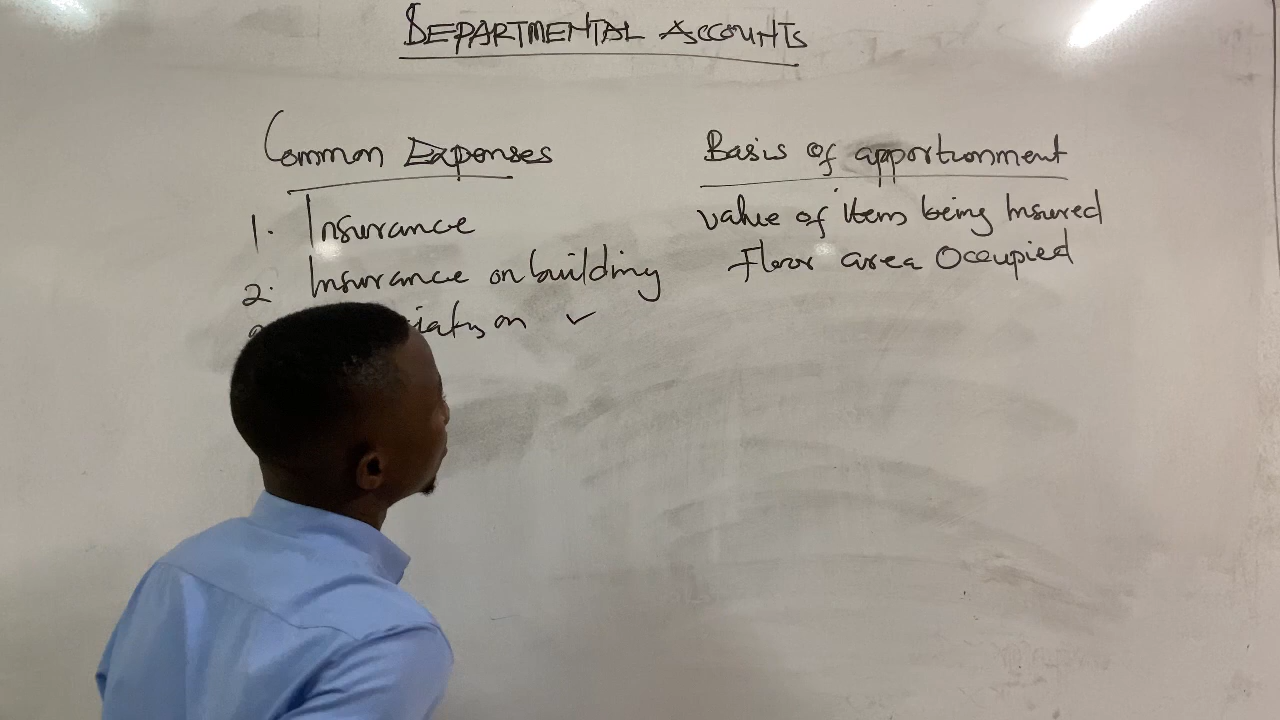 DEPARTMENTAL ACCOUNTS
Common Expenses
Basis of apportionment
1. Insurance
value of item being Insured
2. Insurance on building
Floor area Occupied